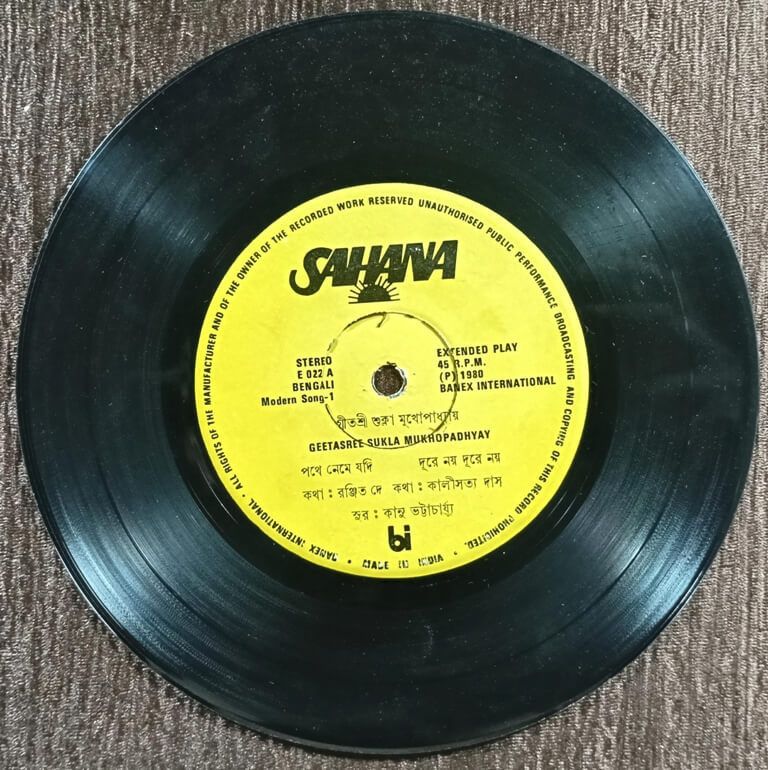 ALL RIGHTS OF THE MANUFACTURER AND OF THE OWNER OF THE RECORDED WORK RESERVED UNAUTHORISED PUBLIC PERFORMANCE BROADCASTING AND COPYING OF THIS RECORD PROHIBITED.
SAHANA
STEREO
E 022 A
BENGALI
Modern Song-1
EXTENDED PLAY
45 R.P.M.
(P) 1980
BANEX INTERNATIONAL
গীতশ্রী শুক্লা মুখোপাধ্যায়
GEETASREE SUKLA MUKHOPADHYAY
পথে নেমে যদি দূরে নয় দূরে নয়
কথা : রঞ্জিত দে কথা : কালীসত্য দাস
সুর : কানু ভট্টাচার্য্য
bi
• MADE IN INDIA • BANEX INTERNATIONAL •